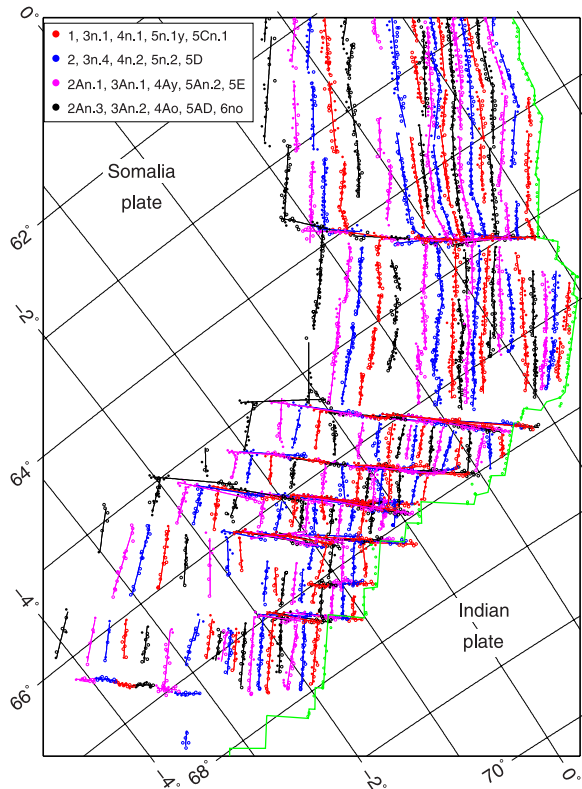 0.
1, 3n.1, 4n.1, 5n.1y, 5Cn.1
2, 3n.4, 4n.2, 5n.2, 5D
2An.1, 3An.1, 4Ay, 5An.2, 5E
2An.3, 3An.2, 4Ao, 5AD, 6no
Somalia
plate
62°
-2°
64°
-4°
Indian
plate
66°
-4°
68°
-2°
70°
0°